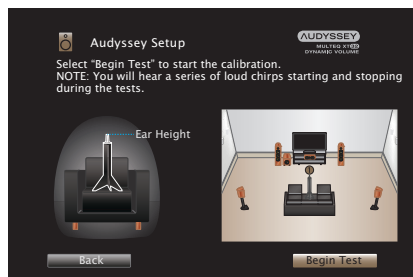 Audyssey Setup
AUDYSSEY
MULTEQ XT32
DYNAMIC VOLUME
Select “Begin Test” to start the calibration.
NOTE: You will hear a series of loud chirps starting and stopping
during the tests.
Ear Height
Back
Begin Test